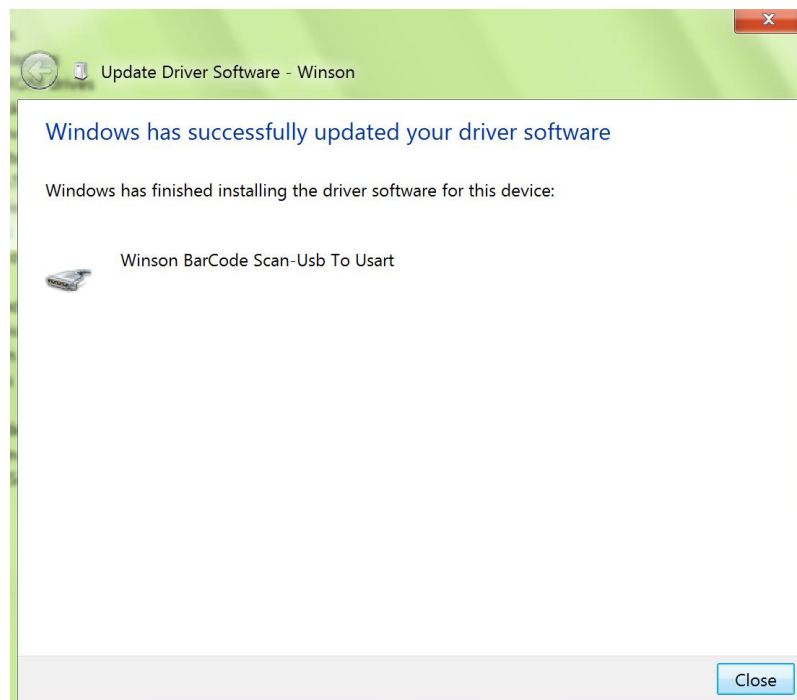 Update Driver Software - Winson
Windows has successfully updated your driver software
Windows has finished installing the driver software for this device:
Winson BarCode Scan-Usb To Usart
Close